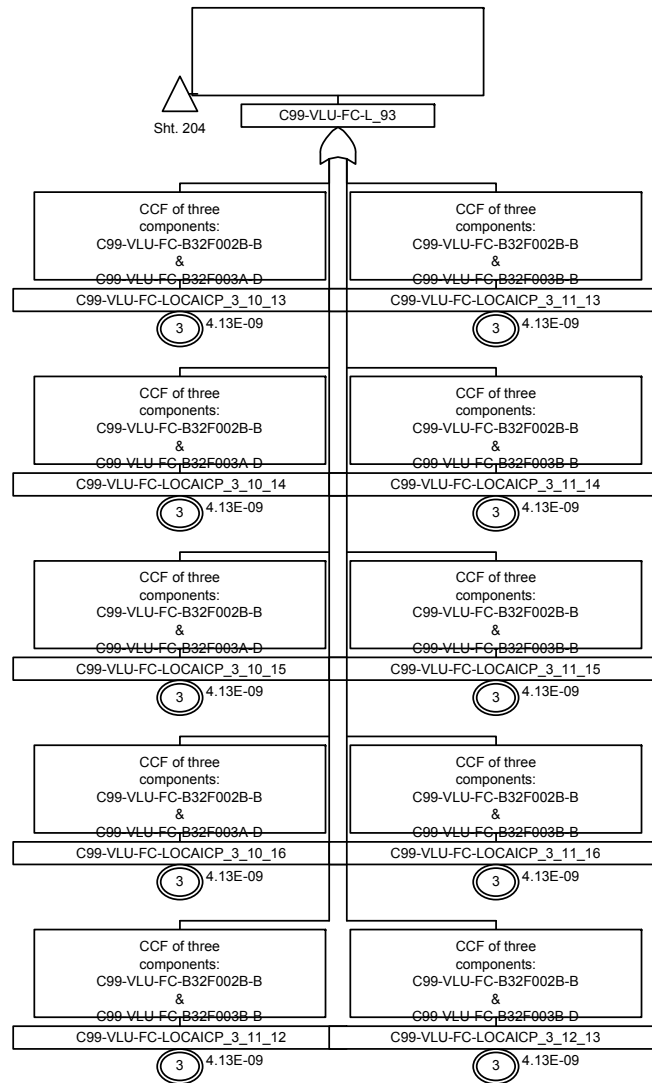 C99-VLU-FC-L_93
Sht. 204
CCF of three
components:
C99-VLU-FC-B32F002B-B
&
C99-VLU-FC-B32F003A-D
C99-VLU-FC-LOCAICP_3_10_13
3
4.13E-09
CCF of three
components:
C99-VLU-FC-B32F002B-B
&
C99-VLU-FC-B32F003B-B
C99-VLU-FC-LOCAICP_3_11_13
3
4.13E-09
CCF of three
components:
C99-VLU-FC-B32F002B-B
&
C99-VLU-FC-B32F003A-D
C99-VLU-FC-LOCAICP_3_10_14
3
4.13E-09
CCF of three
components:
C99-VLU-FC-B32F002B-B
&
C99-VLU-FC-B32F003B-B
C99-VLU-FC-LOCAICP_3_11_14
3
4.13E-09
CCF of three
components:
C99-VLU-FC-B32F002B-B
&
C99-VLU-FC-B32F003A-D
C99-VLU-FC-LOCAICP_3_10_15
3
4.13E-09
CCF of three
components:
C99-VLU-FC-B32F002B-B
&
C99-VLU-FC-B32F003B-B
C99-VLU-FC-LOCAICP_3_11_15
3
4.13E-09
CCF of three
components:
C99-VLU-FC-B32F002B-B
&
C99-VLU-FC-B32F003A-D
C99-VLU-FC-LOCAICP_3_10_16
3
4.13E-09
CCF of three
components:
C99-VLU-FC-B32F002B-B
&
C99-VLU-FC-B32F003B-B
C99-VLU-FC-LOCAICP_3_11_16
3
4.13E-09
CCF of three
components:
C99-VLU-FC-B32F002B-B
&
C99-VLU-FC-B32F003B-B
C99-VLU-FC-LOCAICP_3_11_12
3
4.13E-09
CCF of three
components:
C99-VLU-FC-B32F002B-B
&
C99-VLU-FC-B32F003B-D
C99-VLU-FC-LOCAICP_3_12_13
3
4.13E-09